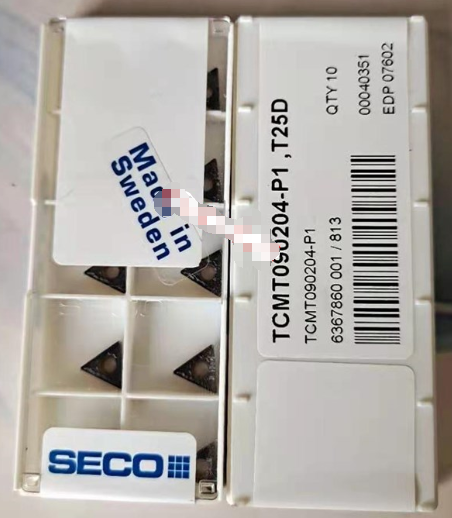 Made in
Sweden
SECO
TCMT090204-P1 ,T25D
TCMT090204-P1
6367860 001 / 813
QTY 10
00040351
EDP 07602